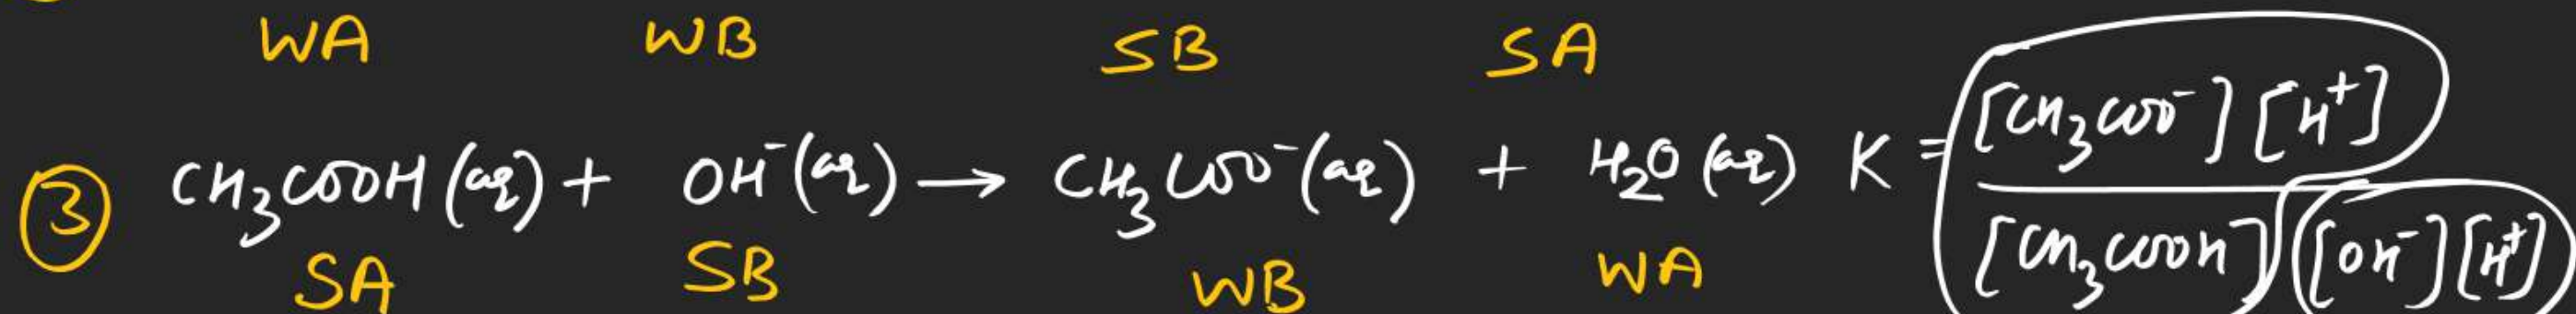 WA WB SB SA
③ CH₃COOH (aq) + OH⁻ (aq) → CH₃COO⁻ (aq) + H₂O (aq) K = [CH₃COO⁻] [H⁺] / [CH₃COOH] [OH⁻] [H⁺]
SA SB WB WA